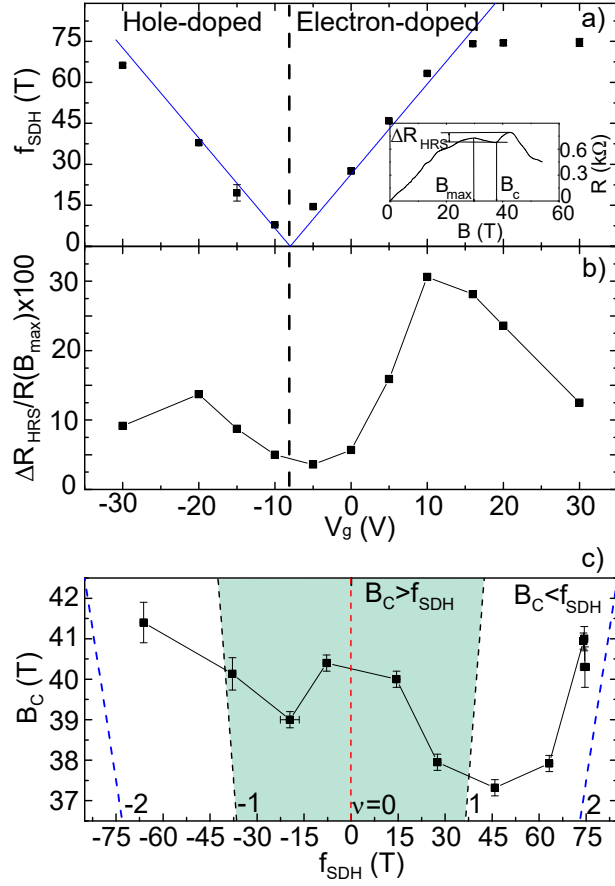 Hole-doped Electron-doped
a)
75
60
45
30
15
0
f_SDH (T)
ΔR_HRS
B_max B_c
0.6
0.3
0
R (kΩ)
0 20 40 60
B (T)
b)
30
20
10
0
ΔR_HRS/R(B_max)x100
-30 -20 -10 0 10 20 30
V_g (V)
c)
B_C>f_SDH B_C<f_SDH
42
41
40
39
38
37
B_C (T)
-2 -1 ν=0 1 2
-75 -60 -45 -30 -15 0 15 30 45 60 75
f_SDH (T)